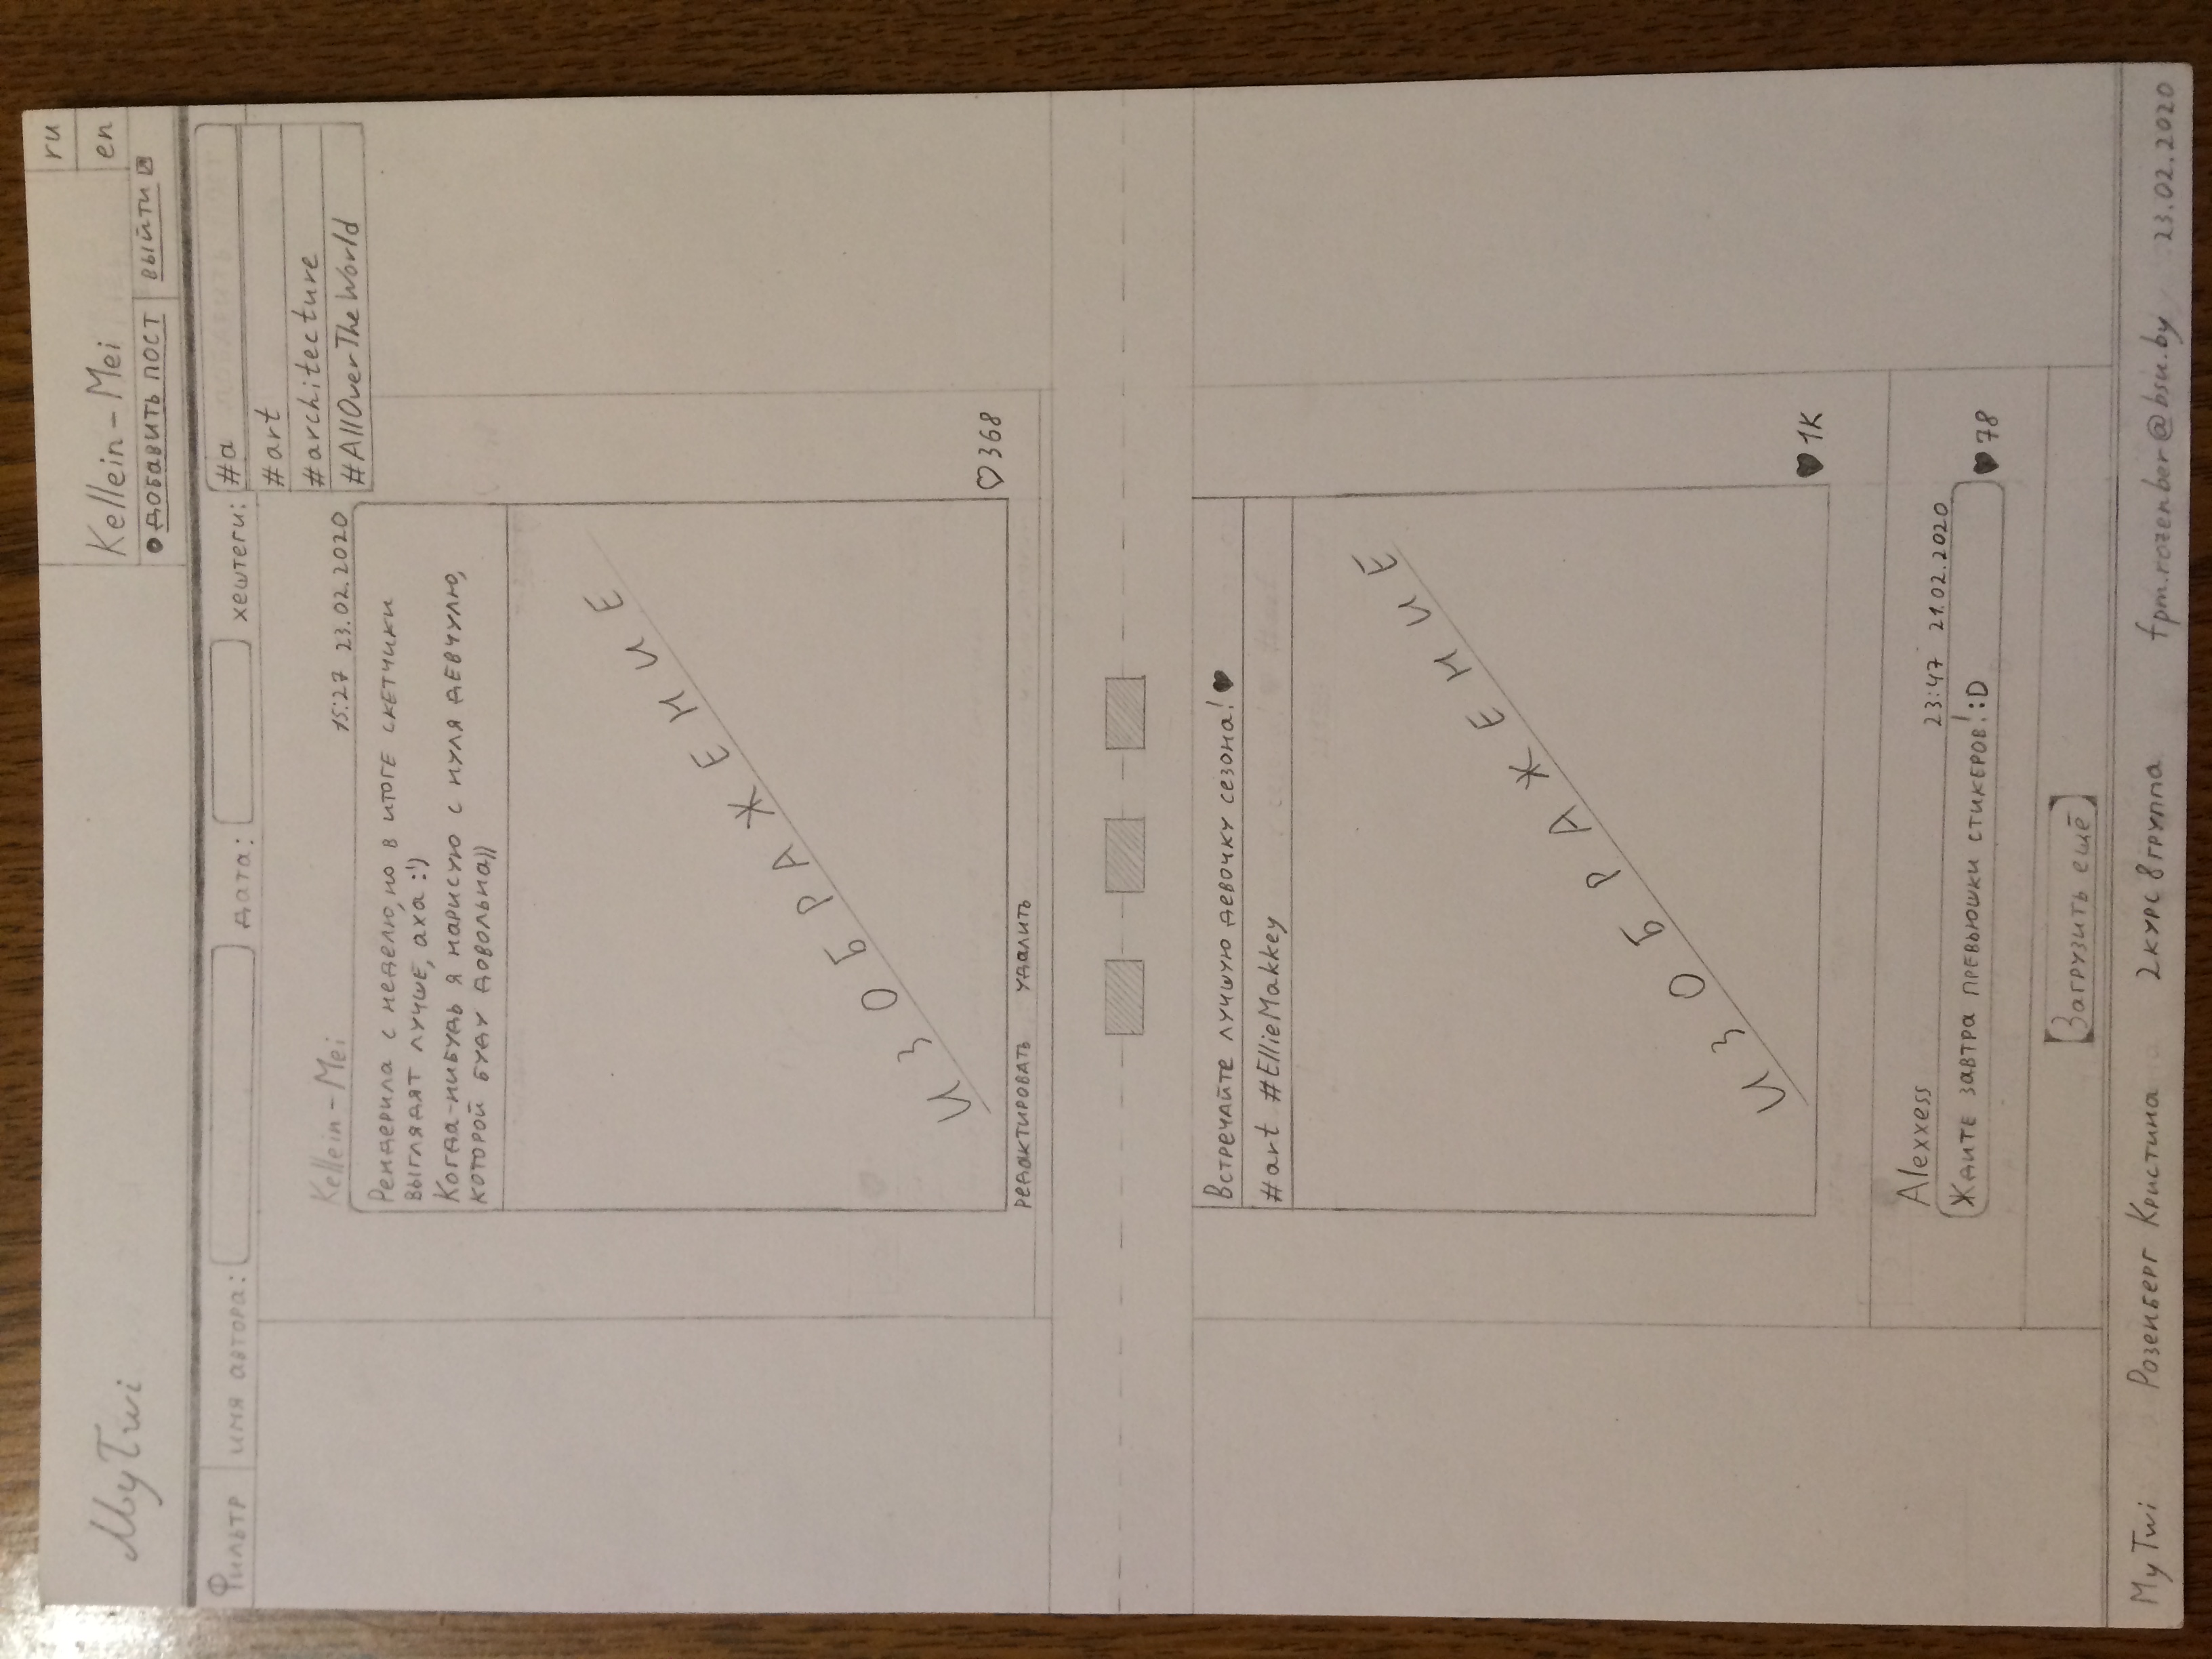 MyTwi
ru
Kellein-Mei
en
добавить пост выйти
Фильтр имя автора: дата: хештеги: #a
#art
#architecture
#AllOverTheWorld
Kellein-Mei 15:27 23.02.2020
Рендерила с неделю, но в итоге скетчики
выглядят лучше, аха :')
Когда-нибудь я нарисую с нуля девчулю,
которой буду довольна))
ИЗОБРАЖЕНИЕ
♡ 368
редактировать удалить
Встречайте лучшую девочку сезона! ♥
#art #EllieMakkey
ИЗОБРАЖЕНИЕ
♥ 1K
Alexxess 23:47 21.02.2020
Ждите завтра превьюшки стикеров! :D
♥ 78
Загрузить ещё
MyTwi Розенберг Кристина 2 курс 8 группа fpm.rozenber@bsu.by 23.02.2020